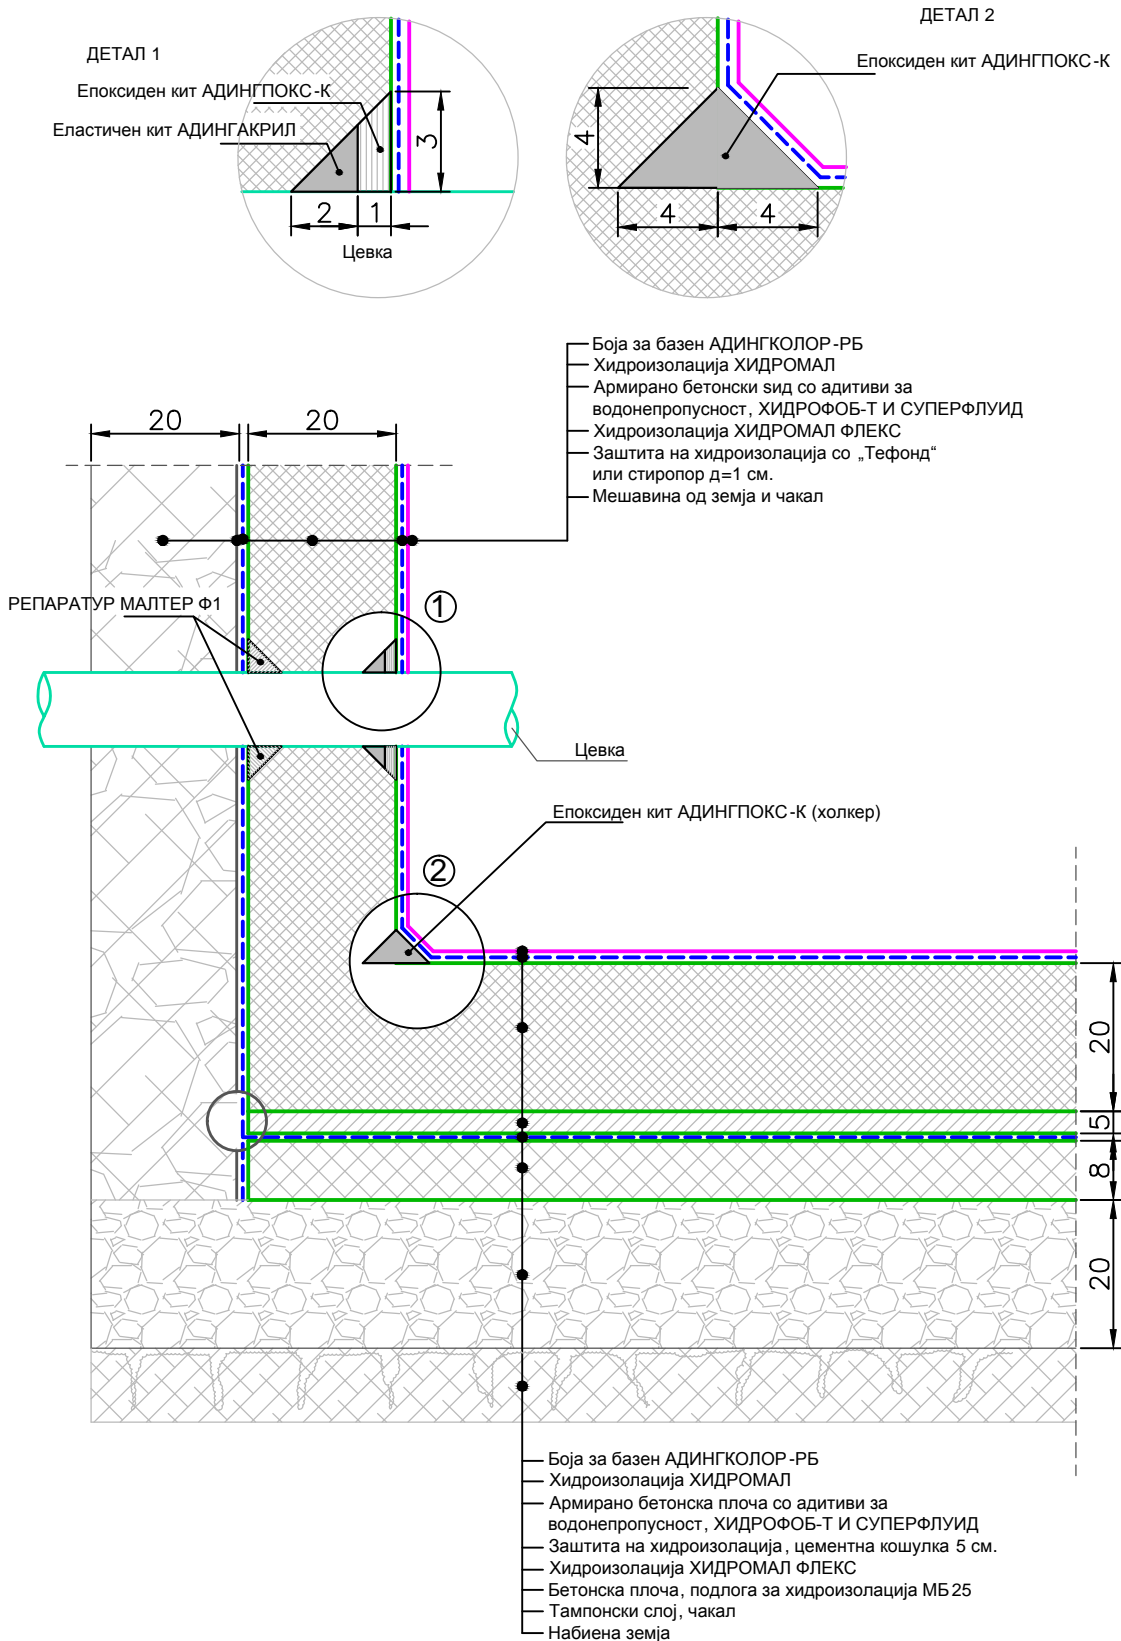 ДЕТАЛ 1
Епоксиден кит АДИНГПОКС-К
Еластичен кит АДИНГАКРИЛ
3
2
1
Цевка
ДЕТАЛ 2
Епоксиден кит АДИНГПОКС-К
4
4
4
Боја за базен АДИНГКОЛОР-РБ
Хидроизолација ХИДРОМАЛ
Армирано бетонски ѕид со адитиви за
водонепропусност, ХИДРОФОБ-Т И СУПЕРФЛУИД
Хидроизолација ХИДРОМАЛ ФЛЕКС
Заштита на хидроизолација со „Тефонд“
или стиропор д=1 см.
Мешавина од земја и чакал
20
20
РЕПАРАТУР МАЛТЕР Ф1
1
Цевка
Епоксиден кит АДИНГПОКС-К (холкер)
2
20
5
8
20
Боја за базен АДИНГКОЛОР-РБ
Хидроизолација ХИДРОМАЛ
Армирано бетонска плоча со адитиви за
водонепропусност, ХИДРОФОБ-Т И СУПЕРФЛУИД
Заштита на хидроизолација, цементна кошулка 5 см.
Хидроизолација ХИДРОМАЛ ФЛЕКС
Бетонска плоча, подлога за хидроизолација МБ 25
Тампонски слој, чакал
Набиена земја